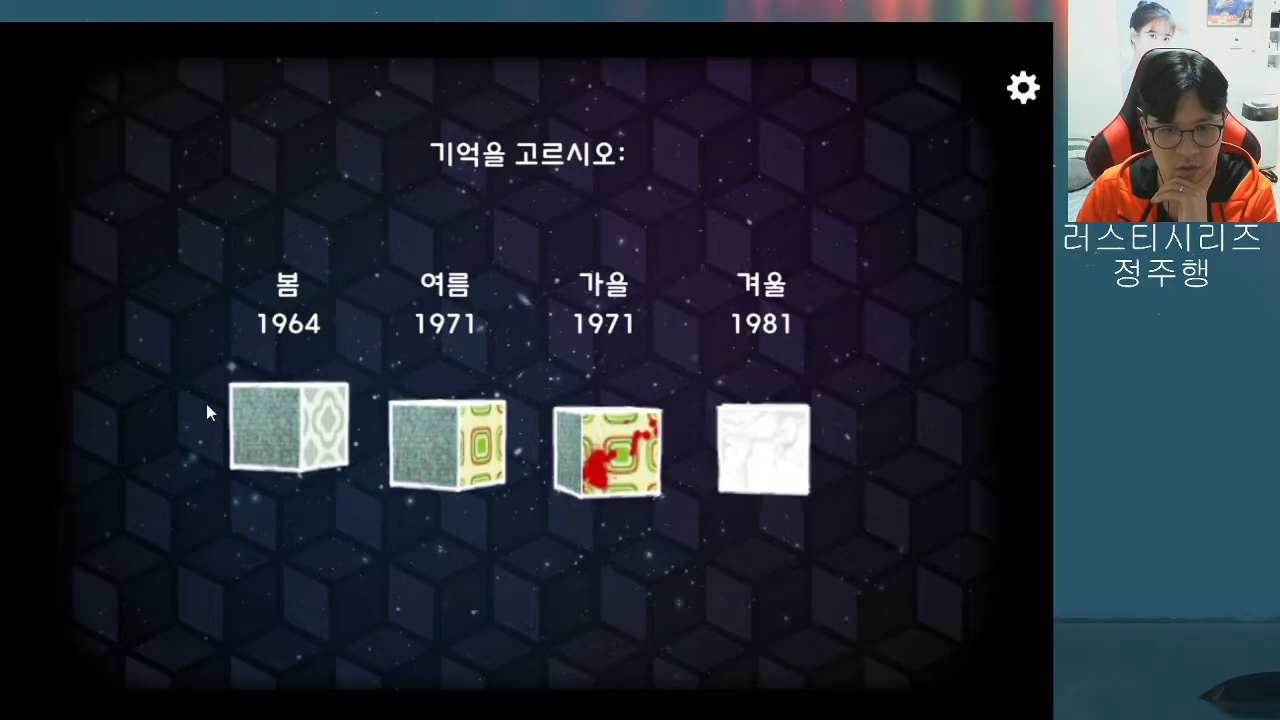 기억을 고르시오:
봄
1964
여름
1971
가을
1971
겨울
1981
러스티시리즈
정주행